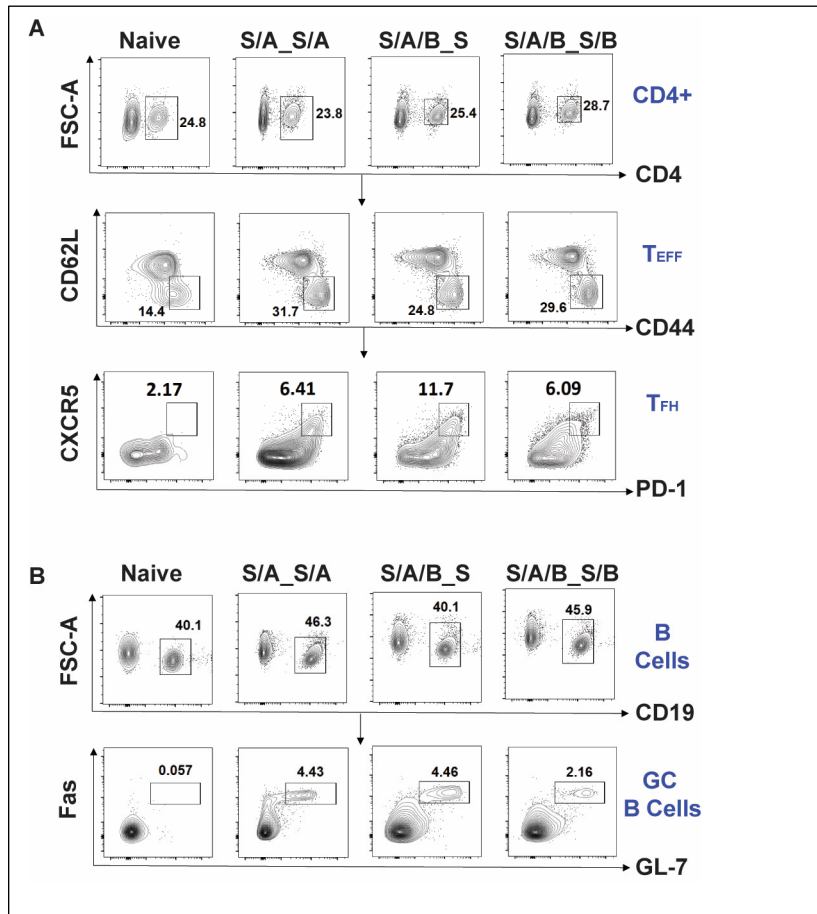 A
Naive S/A_S/A S/A/B_S S/A/B_S/B
FSC-A
24.8 23.8 25.4 28.7
CD4+
CD4
CD62L
14.4 31.7 24.8 29.6
TEFF
CD44
CXCR5
2.17 6.41 11.7 6.09
TFH
PD-1
B
Naive S/A_S/A S/A/B_S S/A/B_S/B
FSC-A
40.1 46.3 40.1 45.9
B
Cells
CD19
Fas
0.057 4.43 4.46 2.16
GC
B Cells
GL-7